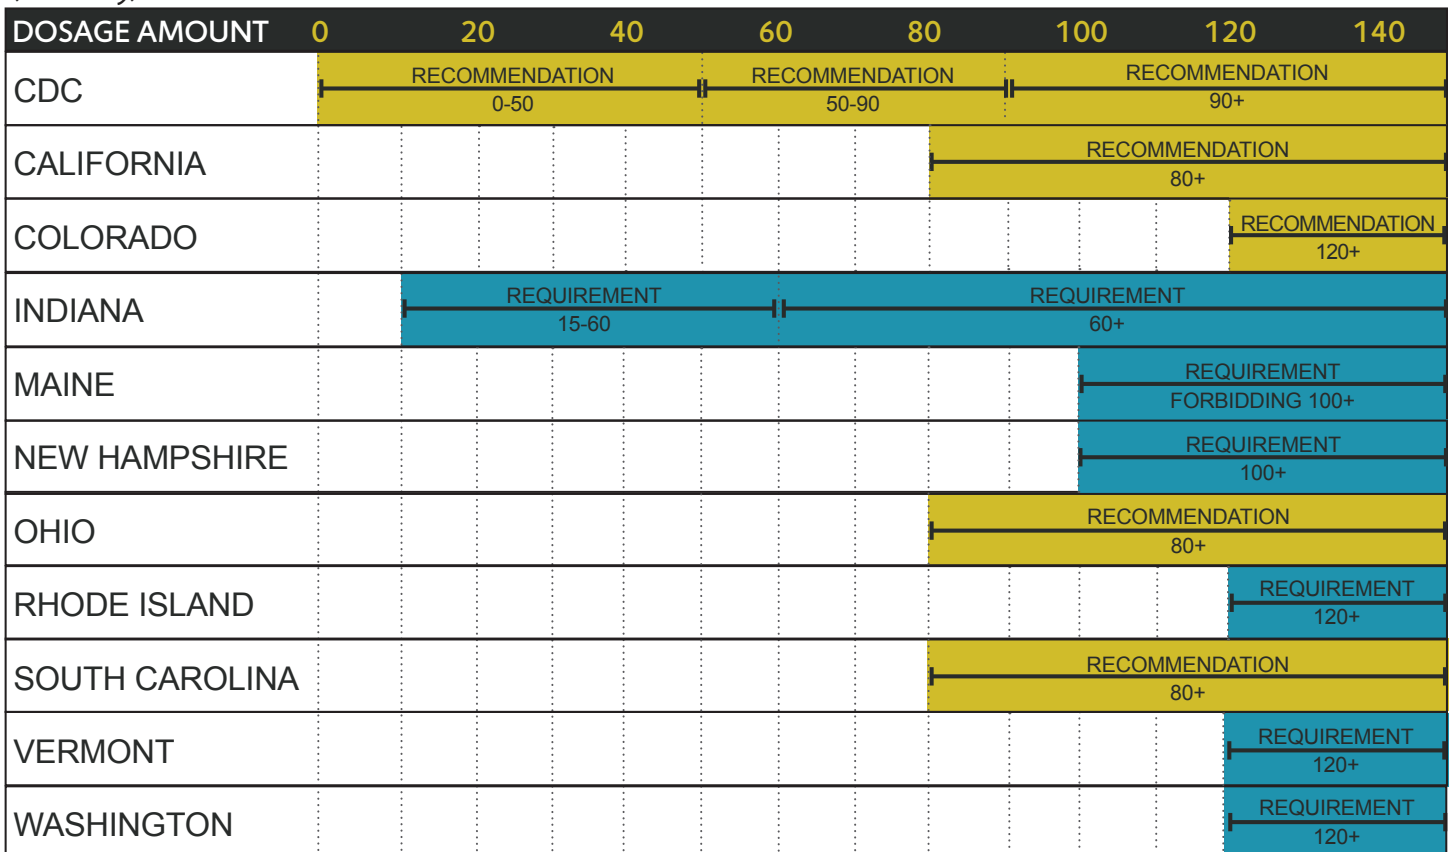 DOSAGE AMOUNT 0 20 40 60 80 100 120 140
CDC
RECOMMENDATION RECOMMENDATION RECOMMENDATION
0-50 50-90 90+
CALIFORNIA
RECOMMENDATION
80+
COLORADO
RECOMMENDATION
120+
INDIANA
REQUIREMENT REQUIREMENT
15-60 60+
MAINE
REQUIREMENT
FORBIDDING 100+
NEW HAMPSHIRE
REQUIREMENT
100+
OHIO
RECOMMENDATION
80+
RHODE ISLAND
REQUIREMENT
120+
SOUTH CAROLINA
RECOMMENDATION
80+
VERMONT
REQUIREMENT
120+
WASHINGTON
REQUIREMENT
120+